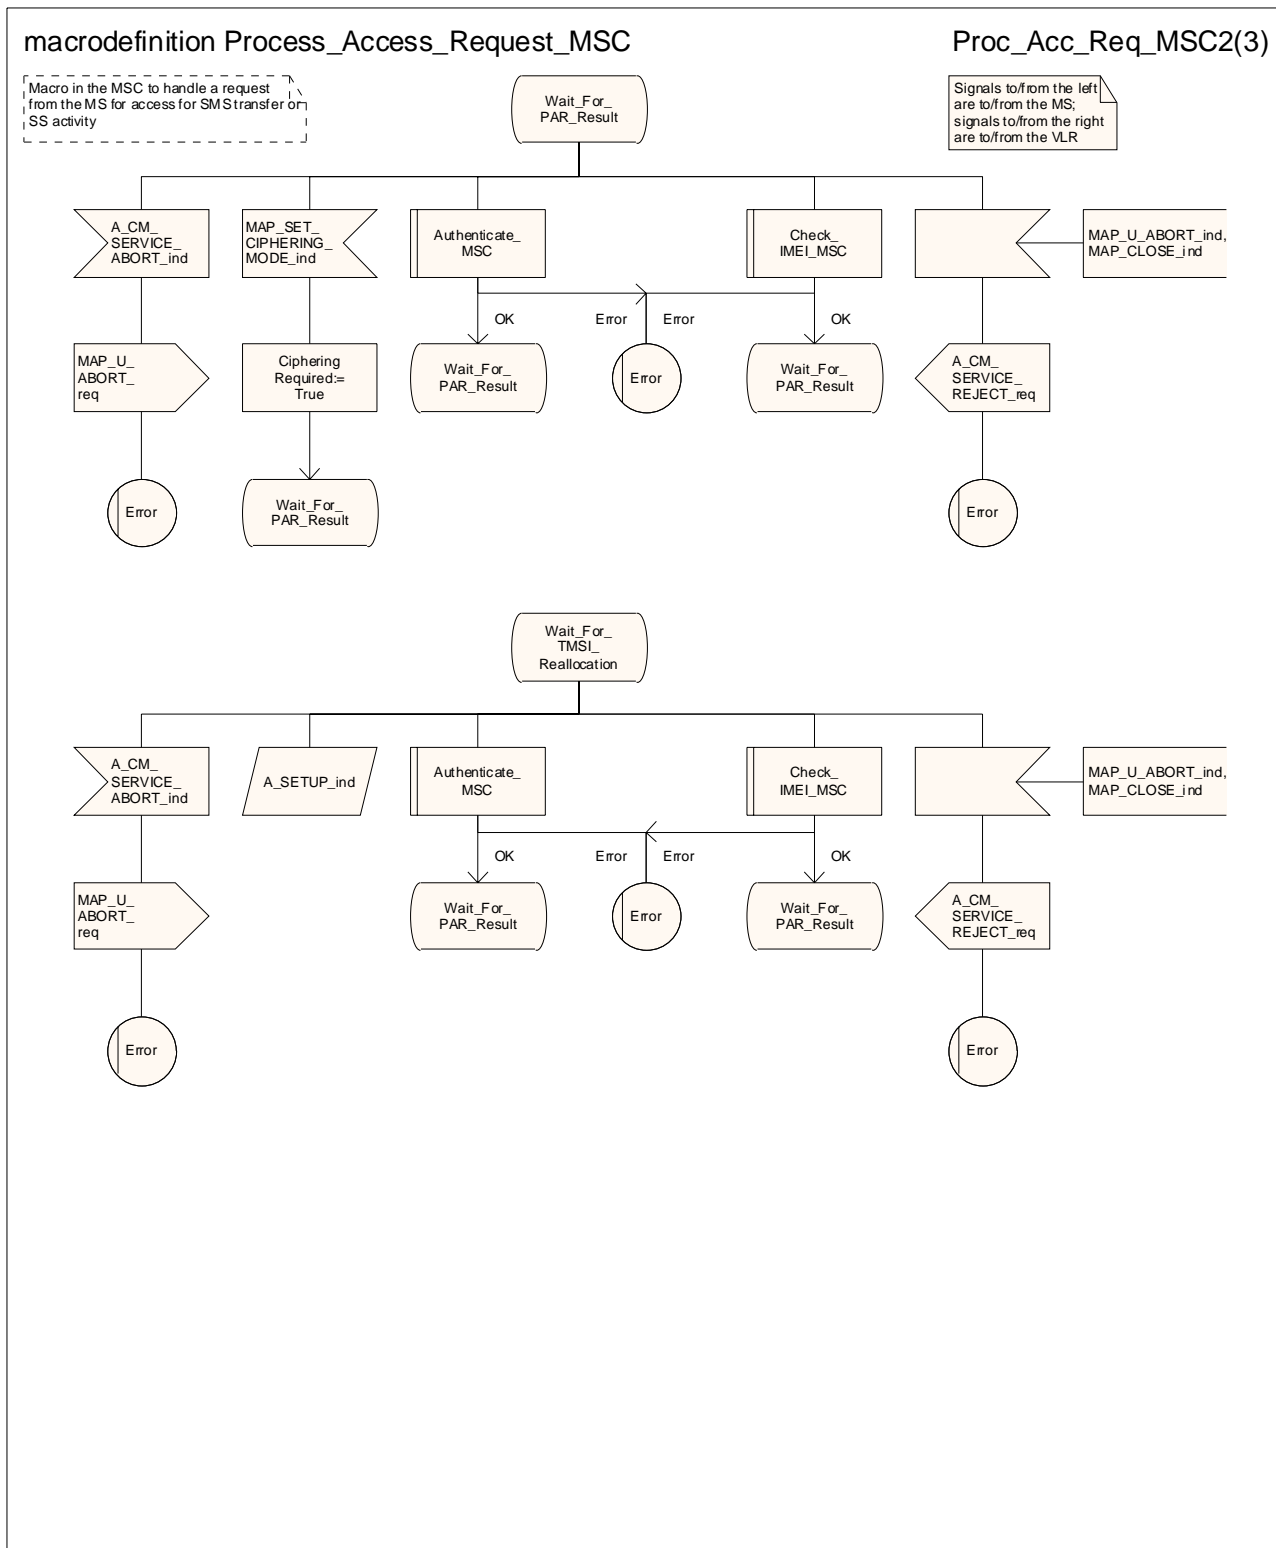 macrodefinition Process_Access_Request_MSC
Proc_Acc_Req_MSC2(3)
Macro in the MSC to handle a request
from the MS for access for SMS transfer or
SS activity
Wait_For_
PAR_Result
Signals to/from the left
are to/from the MS;
signals to/from the right
are to/from the VLR
A_CM_
SERVICE_
ABORT_ind
MAP_SET_
CIPHERING_
MODE_ind
Authenticate_
MSC
Check_
IMEI_MSC
MAP_U_ABORT_ind,
MAP_CLOSE_ind
OK
Error
Error
OK
MAP_U_
ABORT_
req
Ciphering
Required:=
True
Wait_For_
PAR_Result
Error
Wait_For_
PAR_Result
A_CM_
SERVICE_
REJECT_req
Error
Wait_For_
PAR_Result
Error
Wait_For_
TMSI_
Reallocation
A_CM_
SERVICE_
ABORT_ind
A_SETUP_ind
Authenticate_
MSC
Check_
IMEI_MSC
MAP_U_ABORT_ind,
MAP_CLOSE_ind
OK
Error
Error
OK
MAP_U_
ABORT_
req
Wait_For_
PAR_Result
Error
Wait_For_
PAR_Result
A_CM_
SERVICE_
REJECT_req
Error
Error